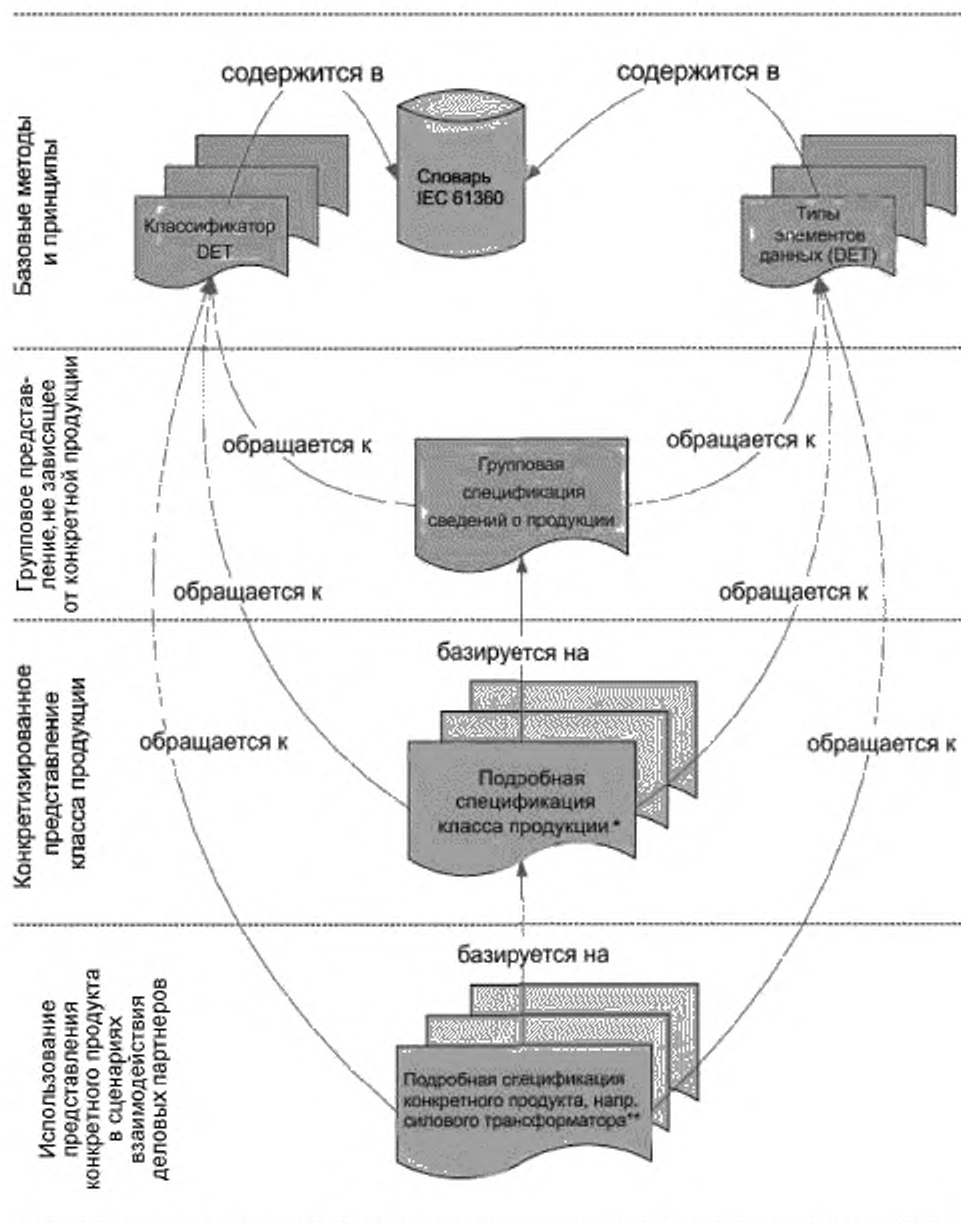 Базовые методы
и принципы
содержится в
содержится в
Словарь
IEC 61360
Классификатор
DET
Типы
элементов
данных (DET)
Групповое представ-
ление, не зависящее
от конкретной продукции
обращается к
обращается к
Групповая
спецификация
сведений о продукции
обращается к
обращается к
Конкретизированное
представление
класса продукции
базируется на
обращается к
обращается к
Подробная
спецификация
класса продукции *
Использование
представления
конкретного продукта
в сценариях
взаимодействия
деловых партнеров
базируется на
Подробная спецификация
конкретного продукта, напр.
силового трансформатора**